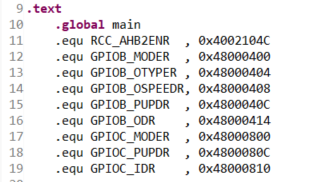 9 .text
10 .global main
11 .equ RCC_AHB2ENR , 0x4002104C
12 .equ GPIOB_MODER , 0x48000400
13 .equ GPIOB_OTYPER , 0x48000404
14 .equ GPIOB_OSPEEDR, 0x48000408
15 .equ GPIOB_PUPDR , 0x4800040C
16 .equ GPIOB_ODR , 0x48000414
17 .equ GPIOC_MODER , 0x48000800
18 .equ GPIOC_PUPDR , 0x4800080C
19 .equ GPIOC_IDR , 0x48000810